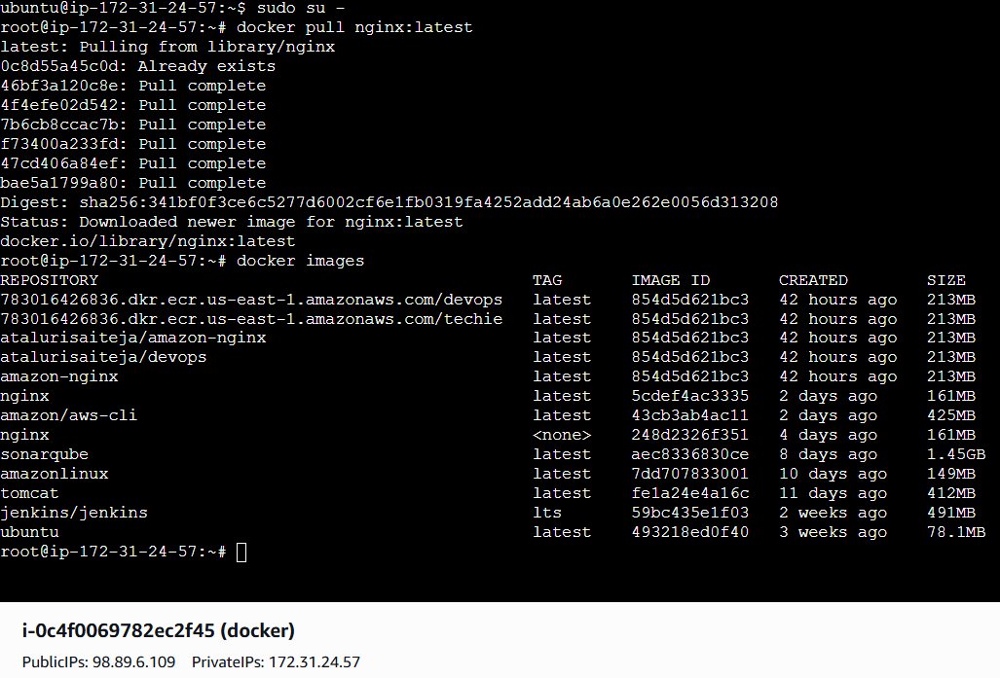 ubuntu@ip-172-31-24-57:~$ sudo su -
root@ip-172-31-24-57:~# docker pull nginx:latest
latest: Pulling from library/nginx
0c8d55a45c0d: Already exists
46bf3a120c8e: Pull complete
4f4efe02d542: Pull complete
7b6cb8ccac7b: Pull complete
f73400a233fd: Pull complete
47cd406a84ef: Pull complete
bae5a1799a80: Pull complete
Digest: sha256:341bf0f3ce6c5277d6002cf6e1fb0319fa4252add24ab6a0e262e0056d313208
Status: Downloaded newer image for nginx:latest
docker.io/library/nginx:latest
root@ip-172-31-24-57:~# docker images
REPOSITORY TAG IMAGE ID CREATED SIZE
783016426836.dkr.ecr.us-east-1.amazonaws.com/devops latest 854d5d621bc3 42 hours ago 213MB
783016426836.dkr.ecr.us-east-1.amazonaws.com/techie latest 854d5d621bc3 42 hours ago 213MB
atalurisaiteja/amazon-nginx latest 854d5d621bc3 42 hours ago 213MB
atalurisaiteja/devops latest 854d5d621bc3 42 hours ago 213MB
amazon-nginx latest 854d5d621bc3 42 hours ago 213MB
nginx latest 5cdef4ac3335 2 days ago 161MB
amazon/aws-cli latest 43cb3ab4ac11 2 days ago 425MB
nginx <none> 248d2326f351 4 days ago 161MB
sonarqube latest aec8336830ce 8 days ago 1.45GB
amazonlinux latest 7dd707833001 10 days ago 149MB
tomcat latest fe1a24e4a16c 11 days ago 412MB
jenkins/jenkins lts 59bc435e1f03 2 weeks ago 491MB
ubuntu latest 493218ed0f40 3 weeks ago 78.1MB
root@ip-172-31-24-57:~#
i-0c4f0069782ec2f45 (docker)
PublicIPs: 98.89.6.109 PrivateIPs: 172.31.24.57